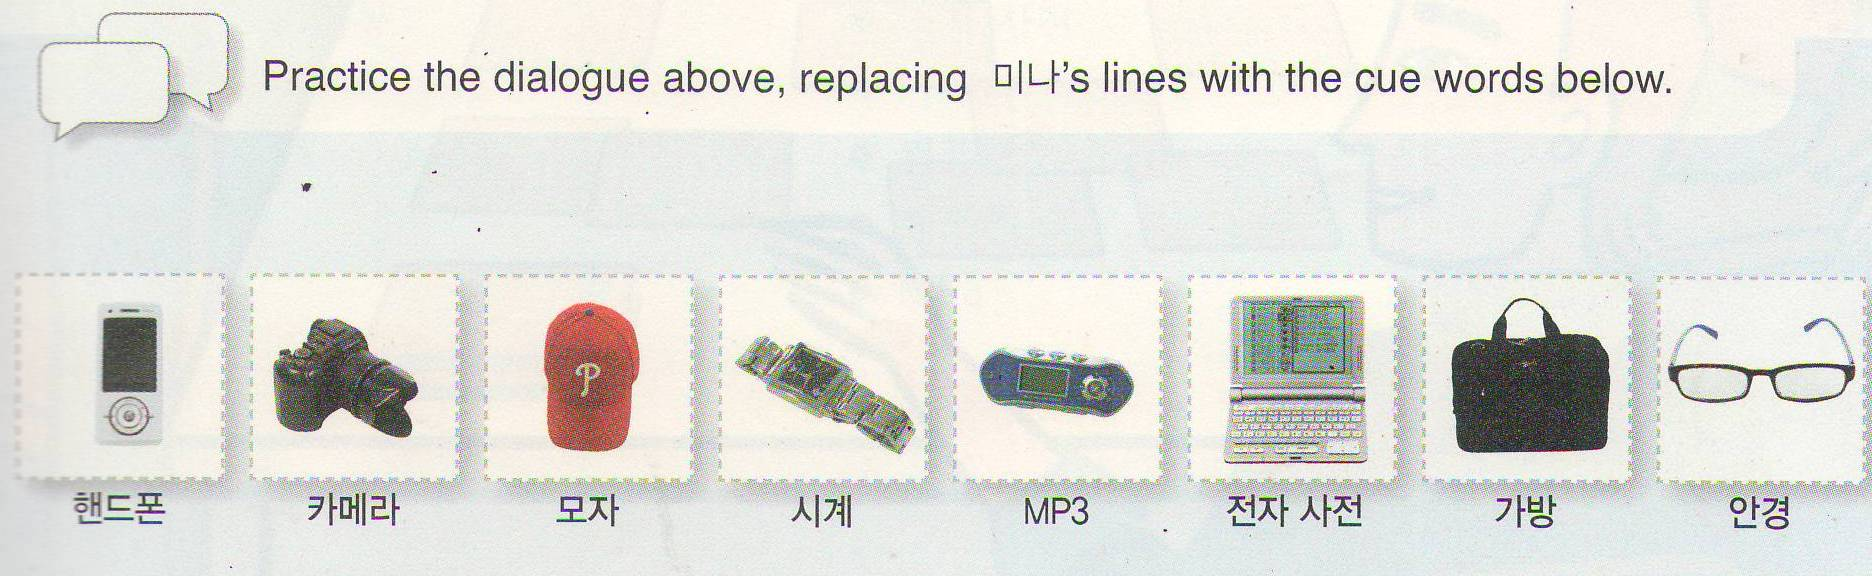 Practice the dialogue above, replacing 미나's lines with the cue words below.
P
핸드폰 카메라 모자 시계 MP3 전자 사전 가방 안경